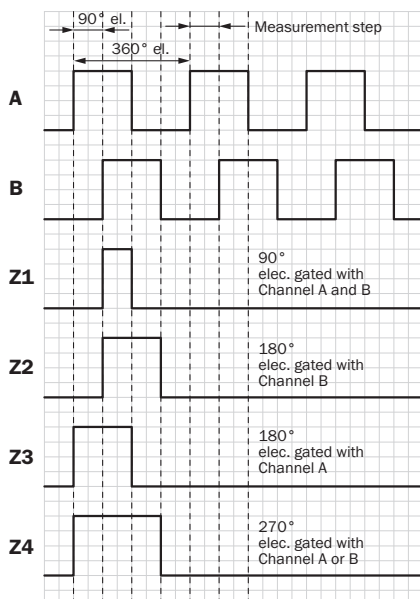 90° el.
Measurement step
360° el.
A
B
Z1
90°
elec. gated with
Channel A and B
Z2
180°
elec. gated with
Channel B
Z3
180°
elec. gated with
Channel A
Z4
270°
elec. gated with
Channel A or B